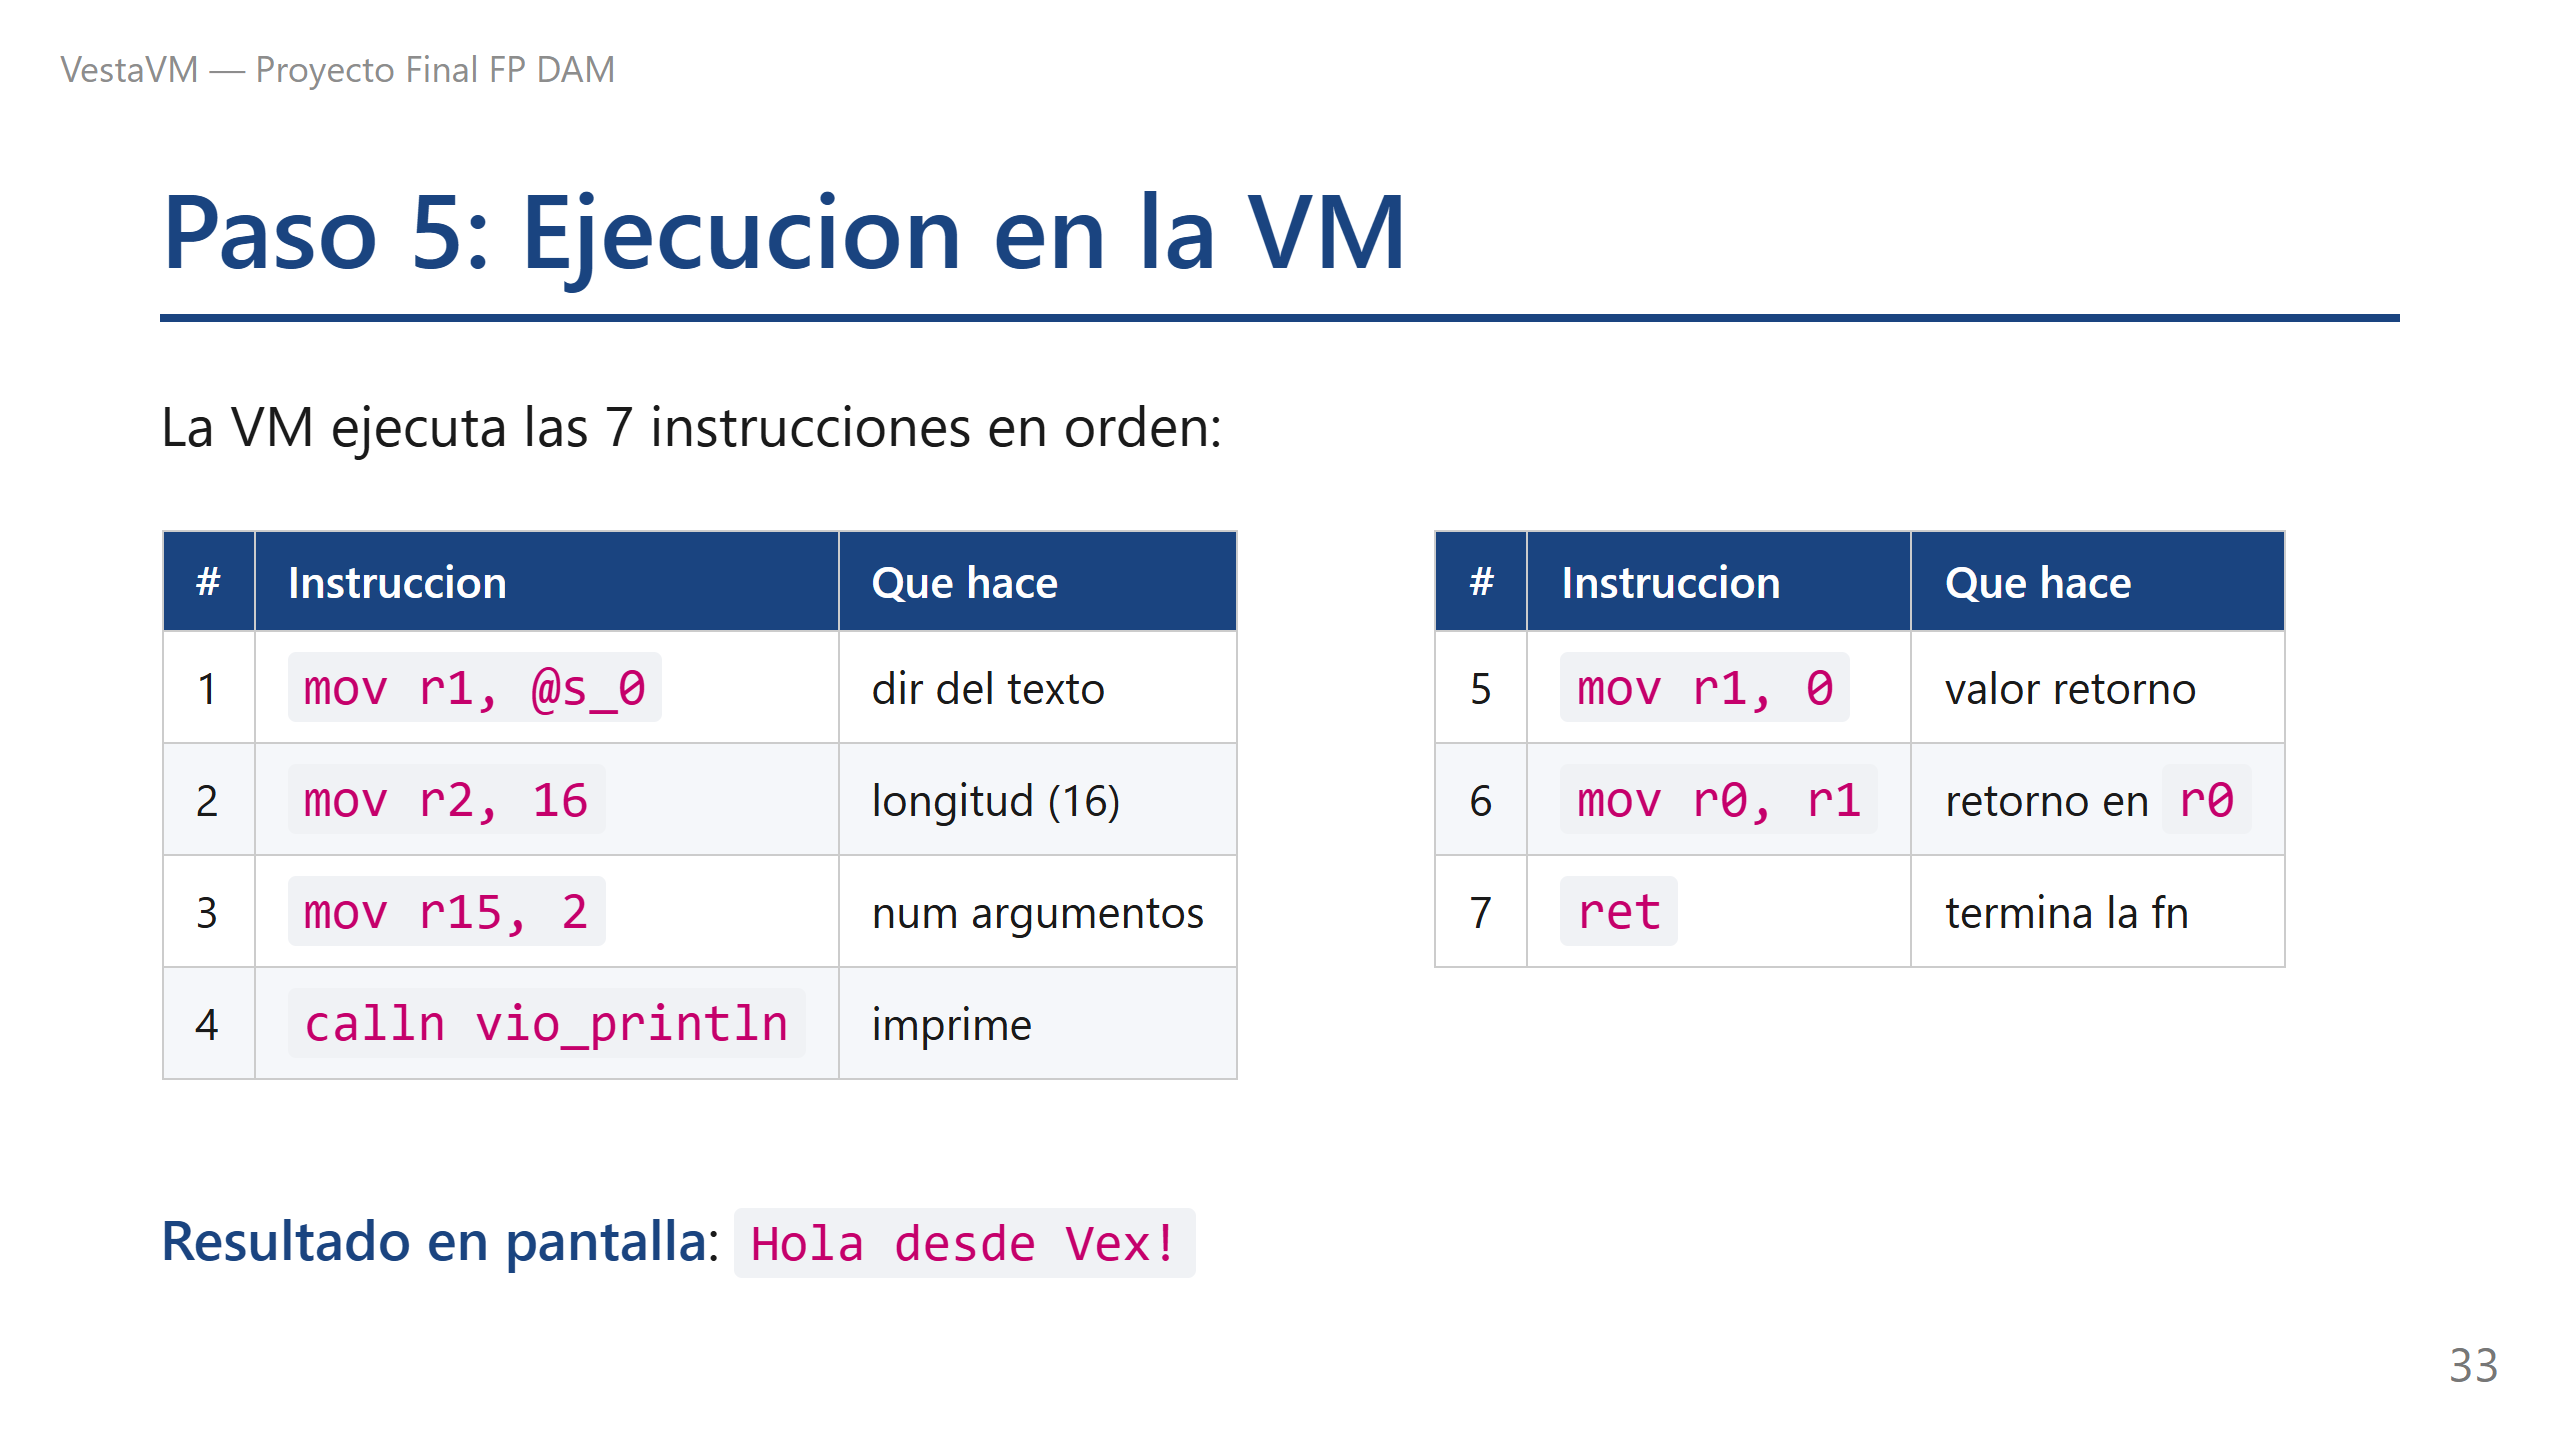 VestaVM — Proyecto Final FP DAM
Paso 5: Ejecucion en la VM
La VM ejecuta las 7 instrucciones en orden:
# Instruccion Que hace
1 mov r1, @s_0 dir del texto
2 mov r2, 16 longitud (16)
3 mov r15, 2 num argumentos
4 calln vio_println imprime
# Instruccion Que hace
5 mov r1, 0 valor retorno
6 mov r0, r1 retorno en r0
7 ret termina la fn
Resultado en pantalla: Hola desde Vex!
33